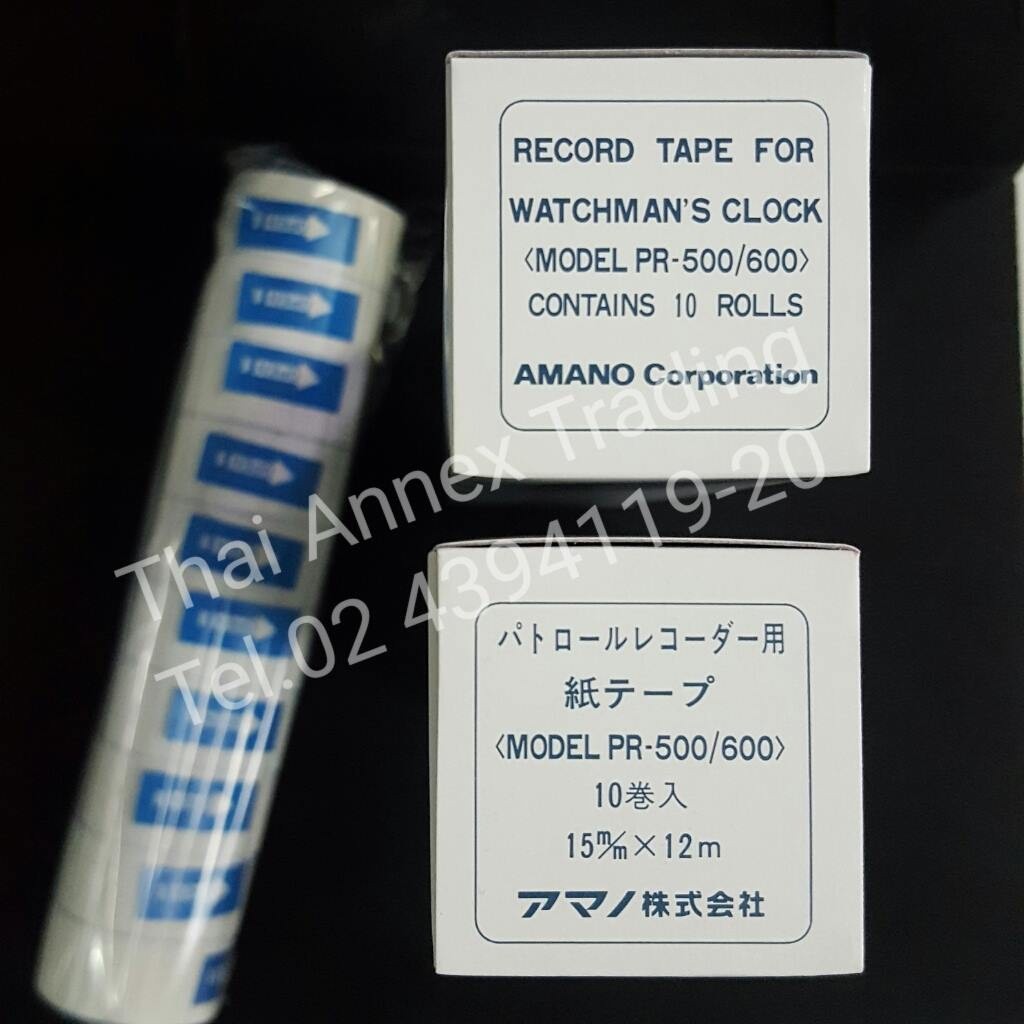 RECORD TAPE FOR
WATCHMAN'S CLOCK
〈MODEL PR-500/600〉
CONTAINS 10 ROLLS
AMANO Corporation
Thai Annex Trading
Tel.02 4394119-20
パトロールレコーダー用
紙テープ
〈MODEL PR-500/600〉
10巻入
15m/m×12m
アマノ株式会社